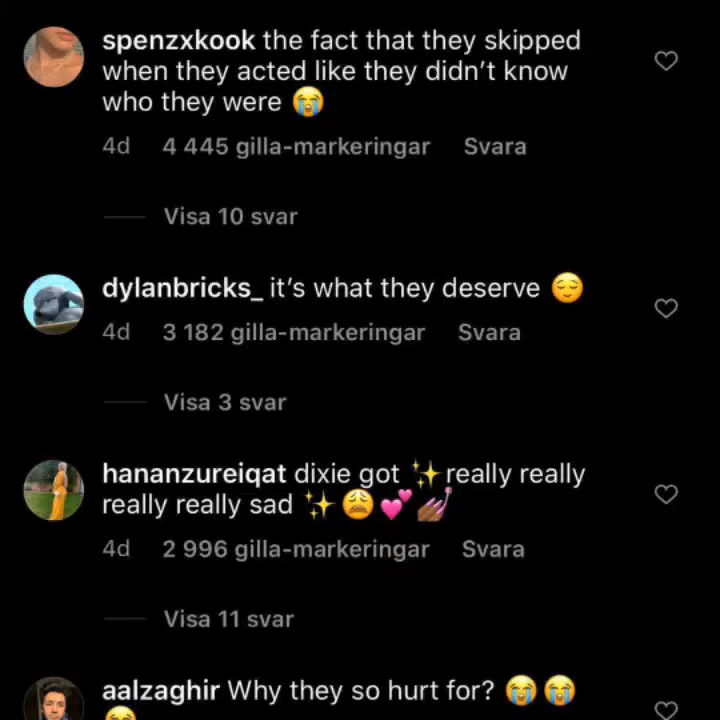 spenzxkook the fact that they skipped
when they acted like they didn’t know
who they were 😭
4d 4 445 gilla-markeringar Svara
Visa 10 svar
dylanbricks_ it’s what they deserve 😌
4d 3 182 gilla-markeringar Svara
Visa 3 svar
hananzureiqat dixie got ✨really really
really really sad ✨😩💕💅🏾
4d 2 996 gilla-markeringar Svara
Visa 11 svar
aalzaghir Why they so hurt for? 😭😭
😭